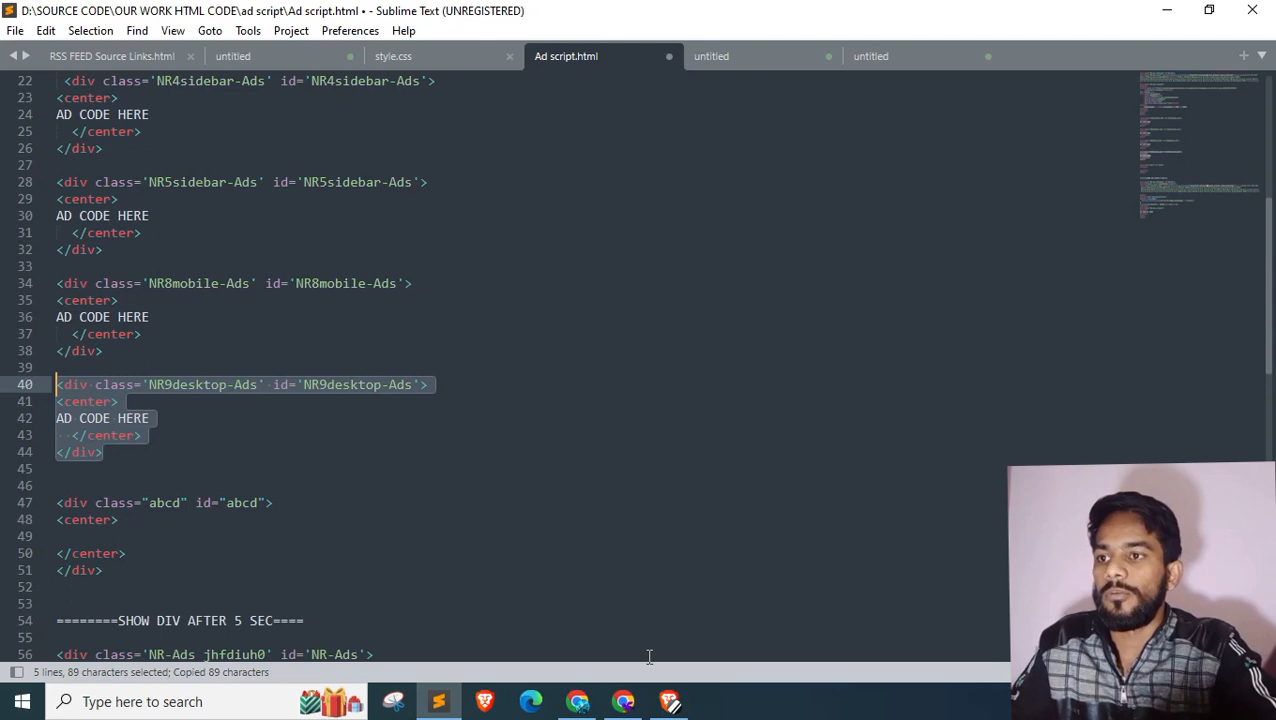 D:\SOURCE CODE\OUR WORK HTML CODE\ad script\Ad script.html • - Sublime Text (UNREGISTERED)
File Edit Selection Find View Goto Tools Project Preferences Help
RSS FEED Source Links.html untitled style.css Ad script.html untitled untitled
22 <div class='NR4sidebar-Ads' id='NR4sidebar-Ads'>
23 <center>
24 AD CODE HERE
25 </center>
26 </div>
27
28 <div class='NR5sidebar-Ads' id='NR5sidebar-Ads'>
29 <center>
30 AD CODE HERE
31 </center>
32 </div>
33
34 <div class='NR8mobile-Ads' id='NR8mobile-Ads'>
35 <center>
36 AD CODE HERE
37 </center>
38 </div>
39
40 <div class='NR9desktop-Ads' id='NR9desktop-Ads'>
41 <center>
42 AD CODE HERE
43 </center>
44 </div>
45
46
47 <div class="abcd" id="abcd">
48 <center>
49
50 </center>
51 </div>
52
53
54 ========SHOW DIV AFTER 5 SEC====
55
56 <div class='NR-Ads jhfdiuh0' id='NR-Ads'>
5 lines, 89 characters selected; Copied 89 characters
Type here to search